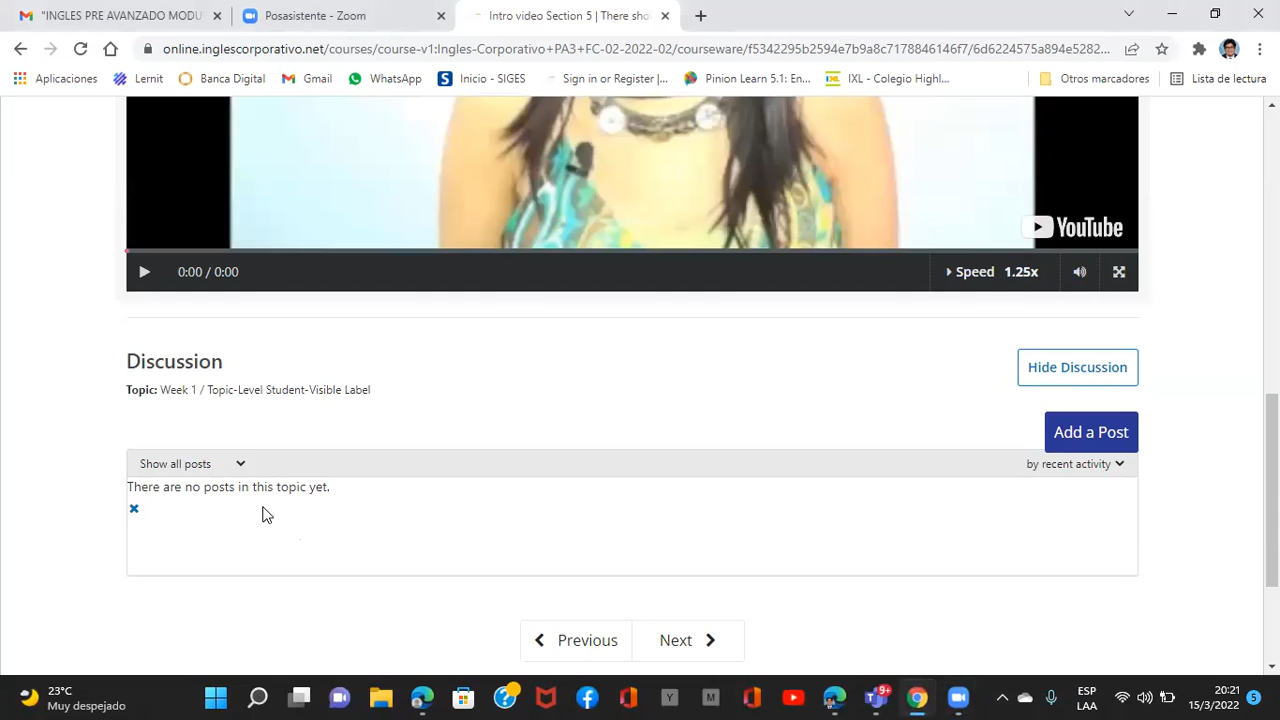 "INGLES PRE AVANZADO MODU
Posasistente - Zoom
Intro video Section 5 | There sho
online.inglescorporativo.net/courses/course-v1:Ingles-Corporativo+PA3+FC-02-2022-02/courseware/f5342295b2594e7b9a8c7178846146f7/6d6224575a894e5282...
Aplicaciones
Lernit
Banca Digital
Gmail
WhatsApp
Inicio - SIGES
Sign in or Register |...
Pirion Learn 5.1: En...
IXL - Colegio Highl...
Otros marcadores
Lista de lectura
YouTube
0:00 / 0:00
Speed 1.25x
Discussion
Hide Discussion
Topic: Week 1 / Topic-Level Student-Visible Label
Add a Post
Show all posts
by recent activity
There are no posts in this topic yet.
Previous
Next
23°C
Muy despejado
Y
M
9+
ESP
LAA
20:21
15/3/2022
5